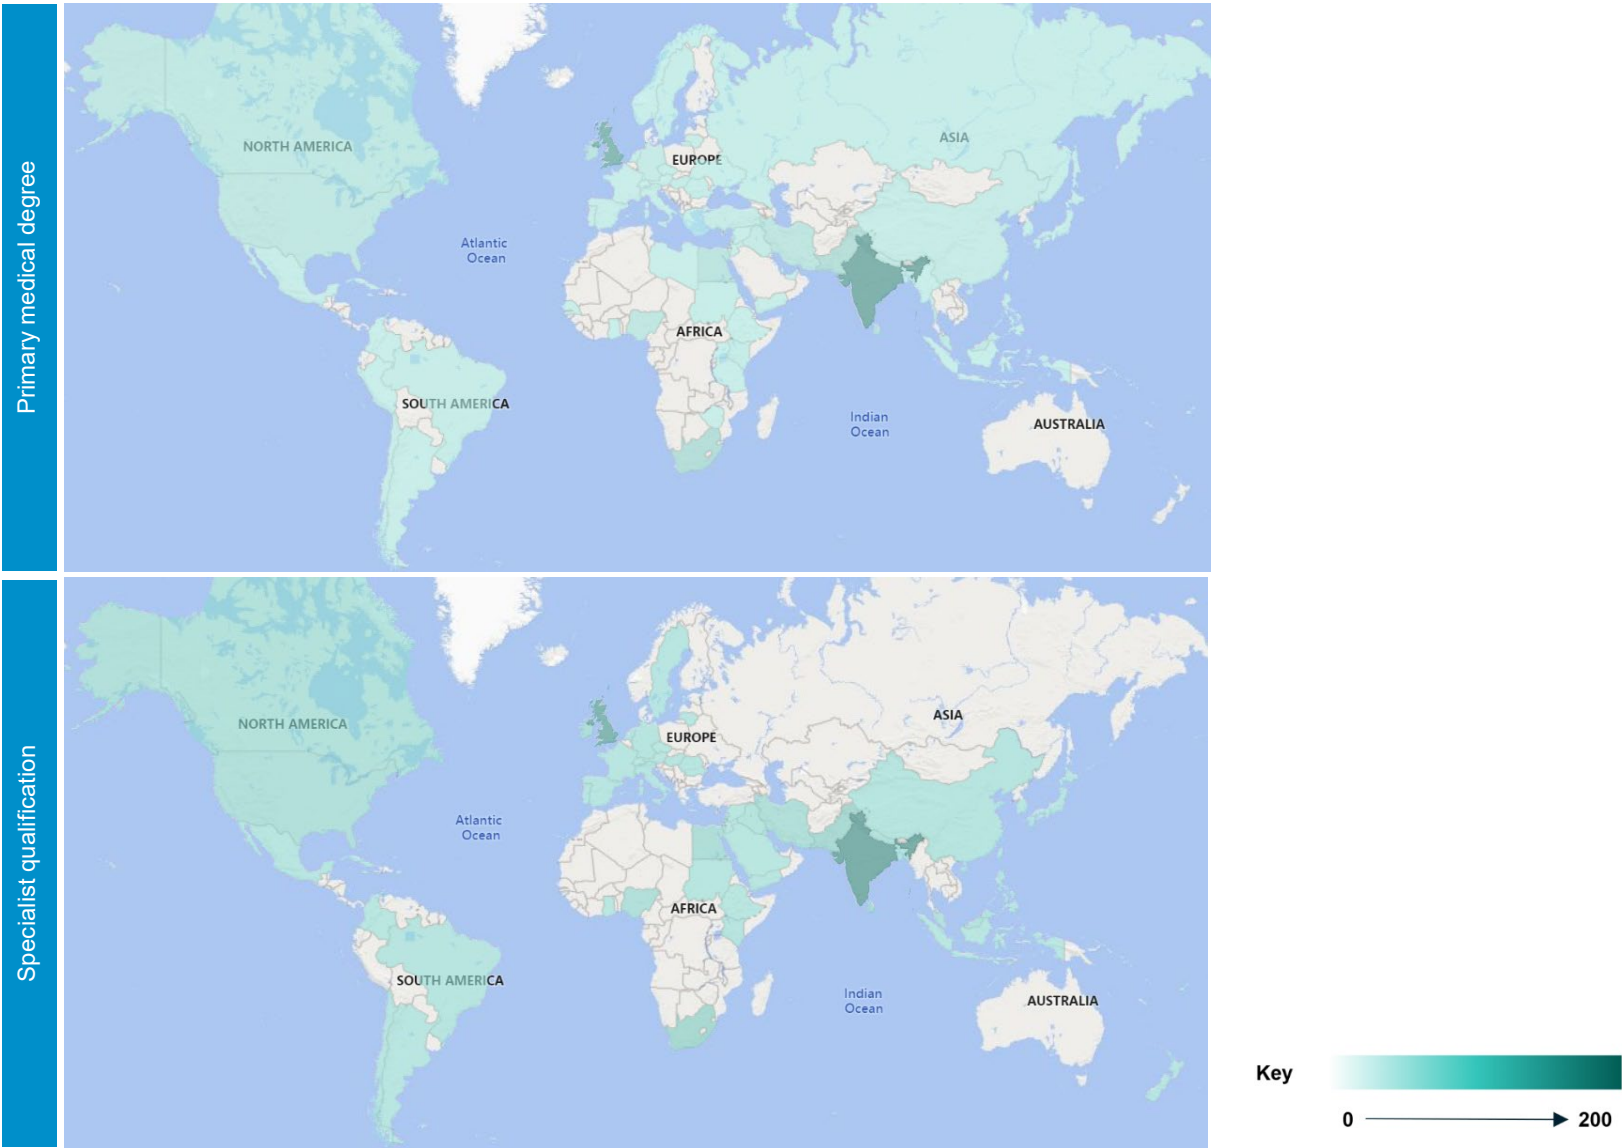 Primary medical degree
NORTH AMERICA
ASIA
EUROPE
Atlantic
Ocean
AFRICA
SOUTH AMERICA
Indian
Ocean
AUSTRALIA
Specialist qualification
NORTH AMERICA
ASIA
EUROPE
Atlantic
Ocean
AFRICA
SOUTH AMERICA
Indian
Ocean
AUSTRALIA
Key
0
200